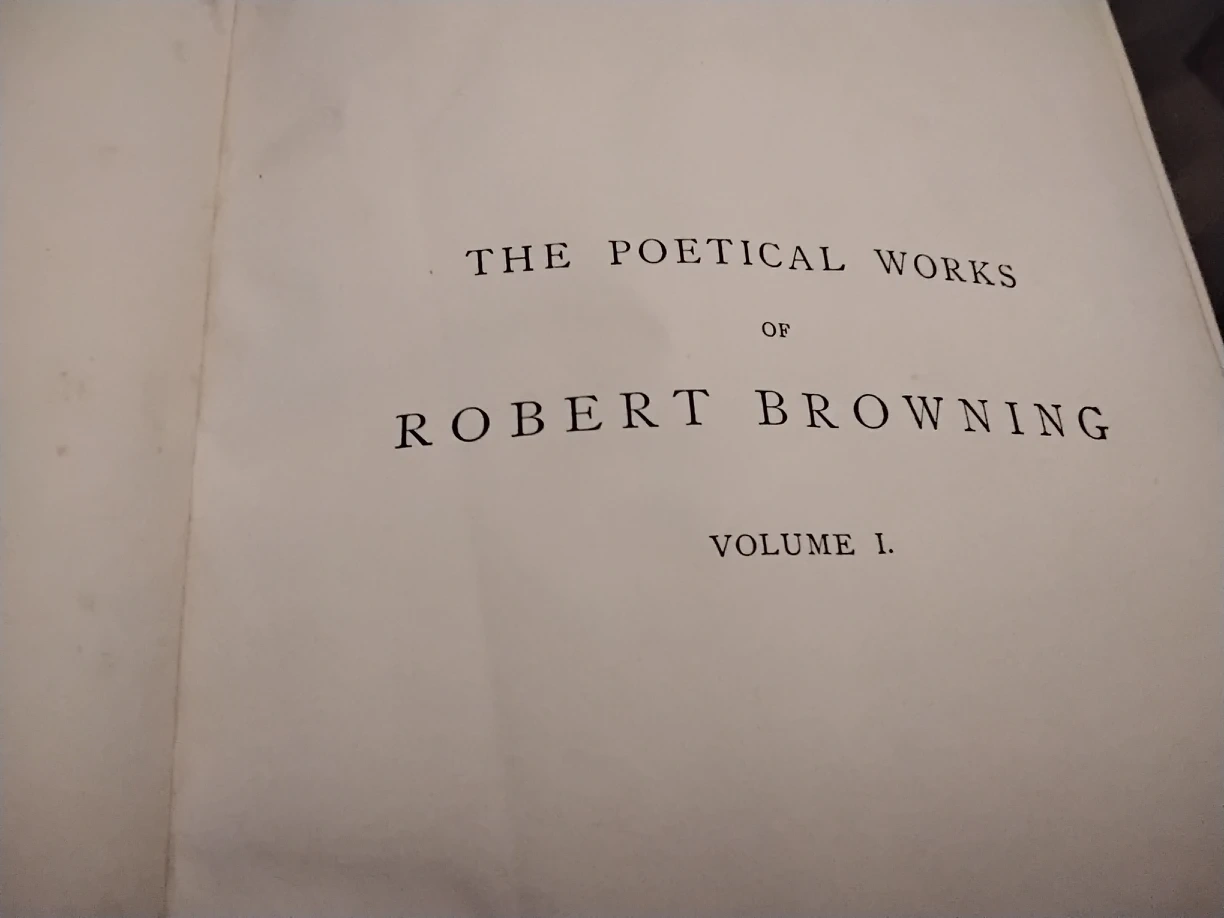 THE POETICAL WORKS
OF
ROBERT BROWNING
VOLUME I.